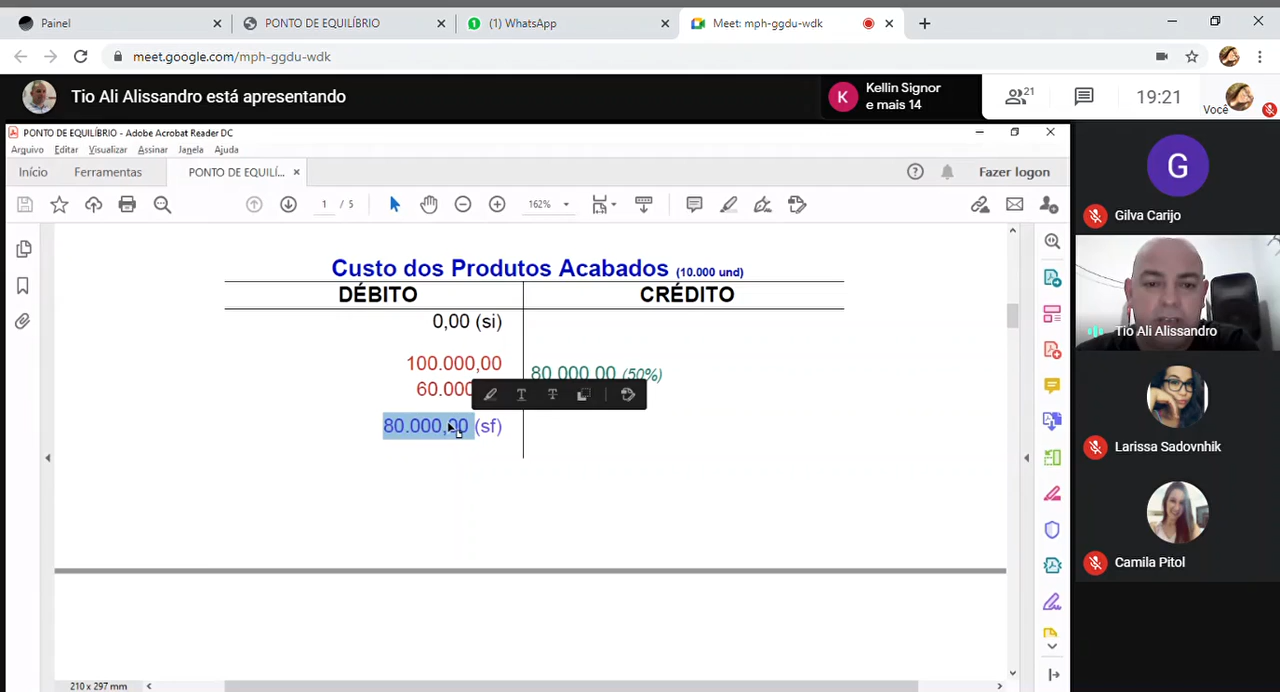 Painel
PONTO DE EQUILÍBRIO
1
(1) WhatsApp
Meet: mph-ggdu-wdk
meet.google.com/mph-ggdu-wdk
Tio Ali Alissandro está apresentando
K
Kellin Signor
e mais 14
21
19:21
Você
PONTO DE EQUILÍBRIO - Adobe Acrobat Reader DC
Arquivo Editar Visualizar Assinar Janela Ajuda
Início
Ferramentas
PONTO DE EQUILÍ...
Fazer logon
1 / 5
162%
Custo dos Produtos Acabados (10.000 und)
DÉBITO
CRÉDITO
0,00 (si)
100.000,00
80.000,00 (50%)
60.000
80.000,00 (sf)
210 x 297 mm
G
Gilva Carijo
Tio Ali Alissandro
Larissa Sadovnhik
Camila Pitol